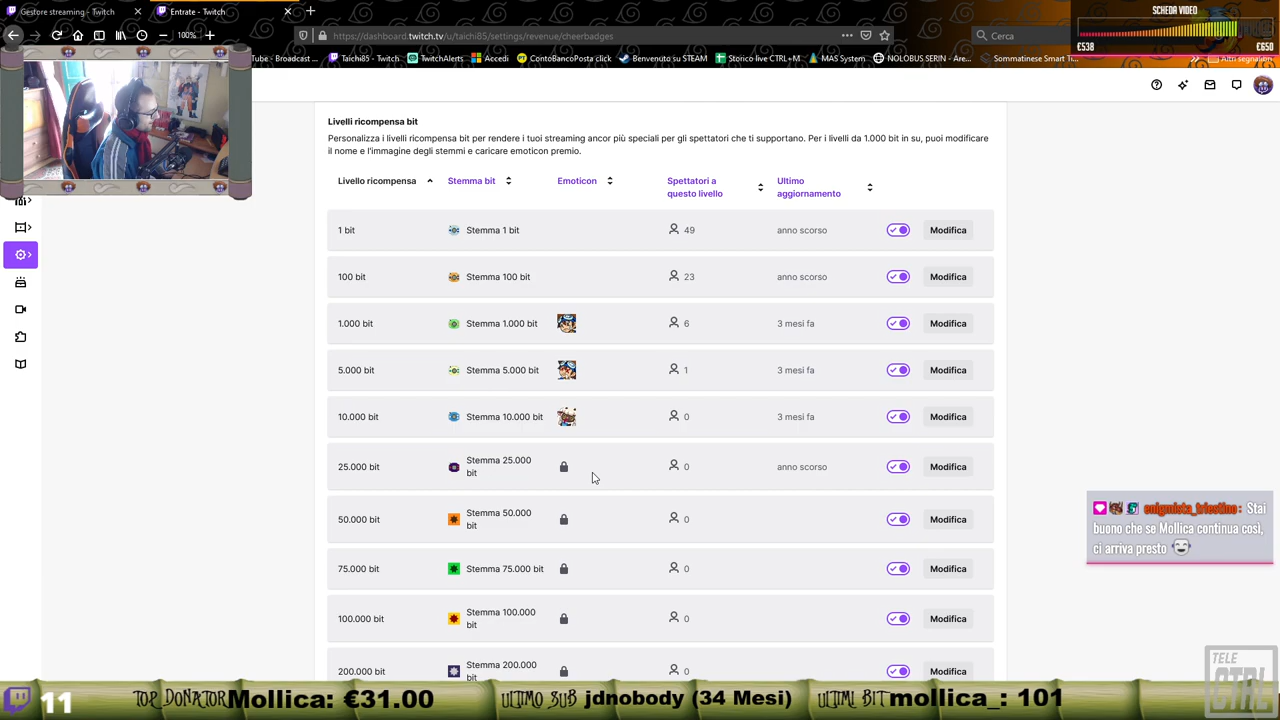 Gestore streaming - Twitch
Entrate - Twitch
100%
https://dashboard.twitch.tv/u/taichi85/settings/revenue/cheerbadges
Cerca
SCHEDA VIDEO
€538
€650
Tube - Broadcast ...
Taichi85 - Twitch
TwitchAlerts
Accedi
ContoBancoPosta click
Benvenuto su STEAM
Storico live CTRL+M
MAS System
NOLOBUS SERIN - Are...
Sommatinese Smart Ti...
Altri segnalibri
Livelli ricompensa bit
Personalizza i livelli ricompensa bit per rendere i tuoi streaming ancor più speciali per gli spettatori che ti supportano. Per i livelli da 1.000 bit in su, puoi modificare
il nome e l'immagine degli stemmi e caricare emoticon premio.
Livello ricompensa
Stemma bit
Emoticon
Spettatori a
questo livello
Ultimo
aggiornamento
1 bit Stemma 1 bit 49 anno scorso Modifica
100 bit Stemma 100 bit 23 anno scorso Modifica
1.000 bit Stemma 1.000 bit 6 3 mesi fa Modifica
5.000 bit Stemma 5.000 bit 1 3 mesi fa Modifica
10.000 bit Stemma 10.000 bit 0 3 mesi fa Modifica
25.000 bit Stemma 25.000
bit 0 anno scorso Modifica
50.000 bit Stemma 50.000
bit 0 Modifica
75.000 bit Stemma 75.000 bit 0 Modifica
100.000 bit Stemma 100.000
bit 0 Modifica
200.000 bit Stemma 200.000
bit 0 Modifica
enigmista_triestino: Stai
buono che se Mollica continua così,
ci arriva presto
TELE
CTRL
11
TOP DONATOR Mollica: €31.00
ULTIMO SUB jdnobody (34 Mesi)
ULTIMI BIT mollica_: 101